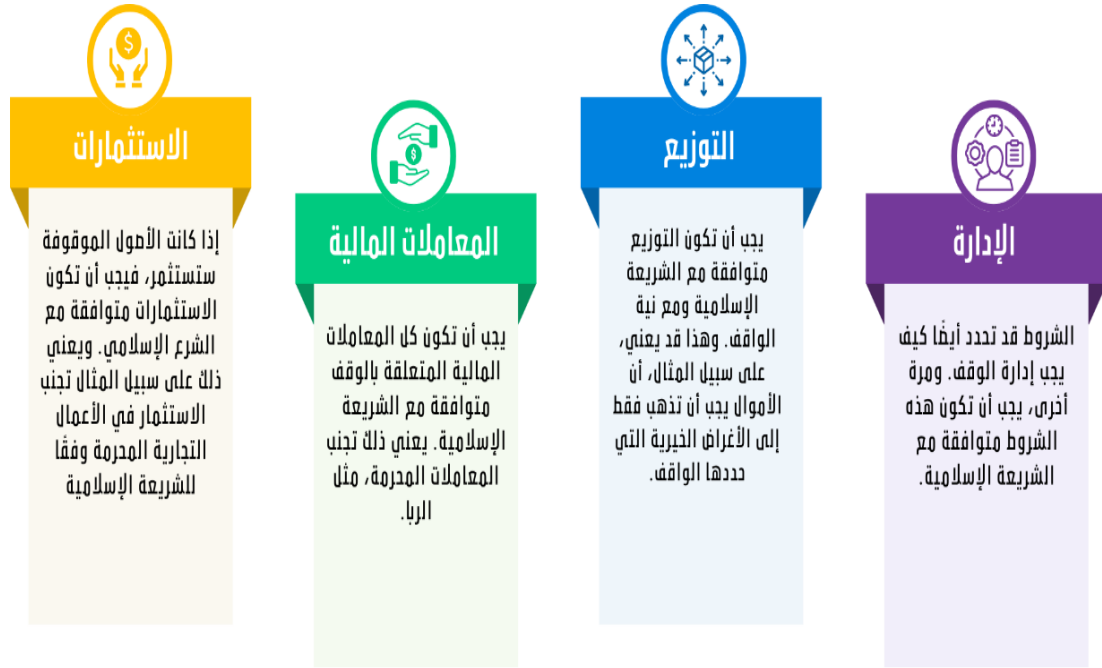 الإدارة
الشروط قد تحدد أيضًا كيف
يجب إدارة الوقف. ومرة
أخرى، يجب أن تكون هذه
الشروط متوافقة مع
الشريعة الإسلامية.
التوزيع
يجب أن تكون التوزيع
متوافقة مع الشريعة
الإسلامية ومع نية
الواقف. وهذا قد يعني،
على سبيل المثال، أن
الأموال يجب أن تذهب فقط
إلى الأغراض الخيرية التي
حددها الواقف.
المعاملات المالية
يجب أن تكون كل المعاملات
المالية المتعلقة بالوقف
متوافقة مع الشريعة
الإسلامية. يعني ذلك تجنب
المعاملات المحرمة، مثل
الربا.
الاستثمارات
إذا كانت الأصول الموقوفة
ستستثمر، فيجب أن تكون
الاستثمارات متوافقة مع
الشرع الإسلامي. ويعني
ذلك على سبيل المثال تجنب
الاستثمار في الأعمال
التجارية المحرمة وفقًا
للشريعة الإسلامية